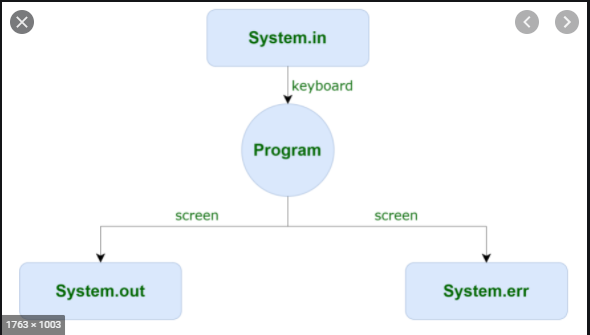 System.in
keyboard
Program
screen
screen
System.out
System.err
1763 × 1003